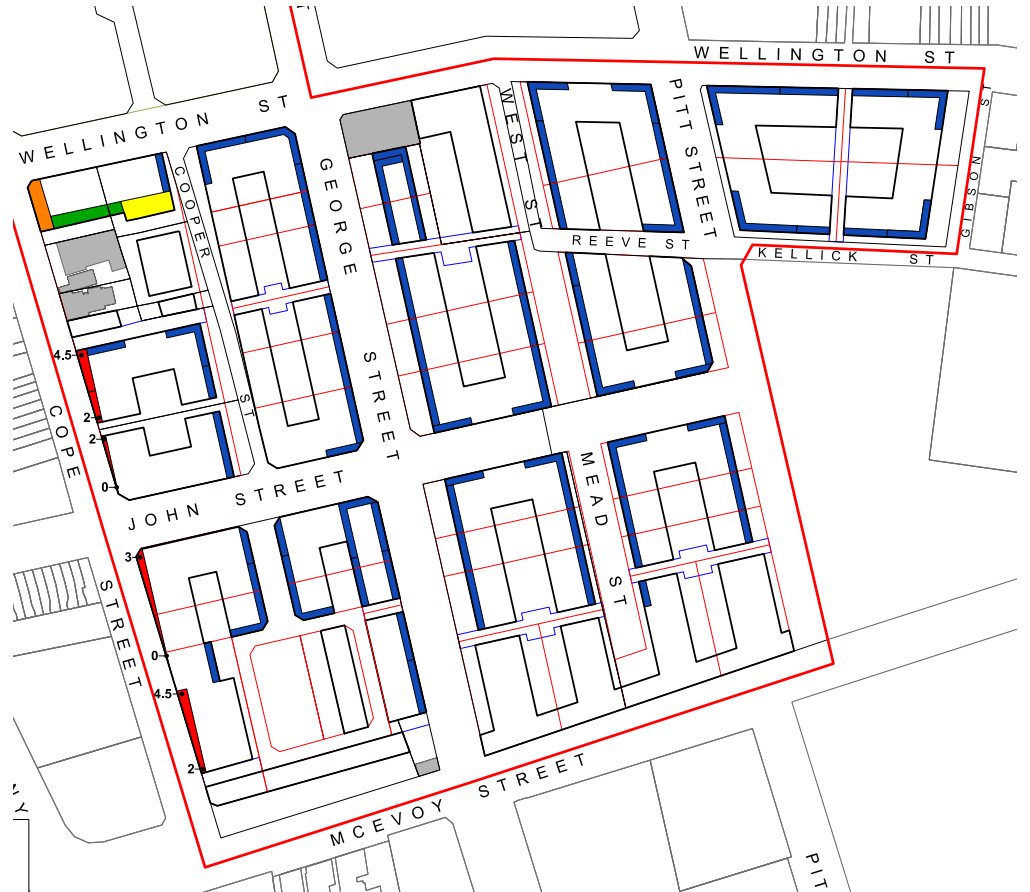 WELLINGTON ST
WELLINGTON ST
WEST ST
PITT STREET
GIBSON ST
COOPER
ST
GEORGE
STREET
REEVE ST
KELLICK ST
4.5
2
2
0
COPE
STREET
JOHN STREET
MEAD ST
3
0
4.5
2
MCEVOY STREET
PIT